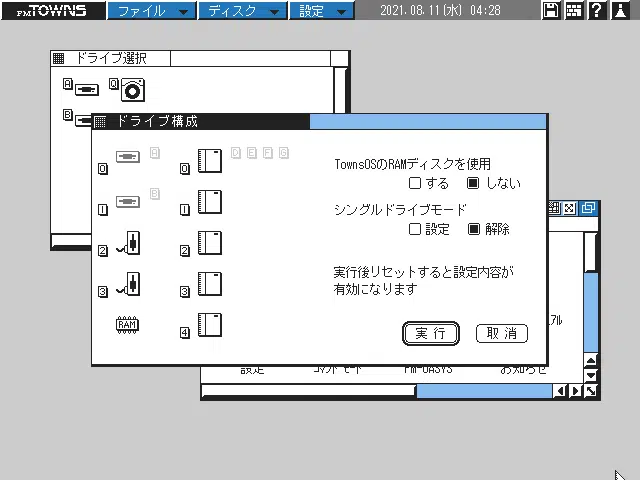 FM TOWNS ファイル ディスク 設定 2021.08.11(水) 04:28 ?
ドライブ選択
A Q
B
ドライブ構成
0 A 0 D E F G
1 B 1
2 2
3 3
RAM 4
TownsOSのRAMディスクを使用
する しない
シングルドライブモード
設定 解除
実行後リセットすると設定内容が
有効になります
実行 取消
設定 コマンドモード FM-OASYS お知らせ